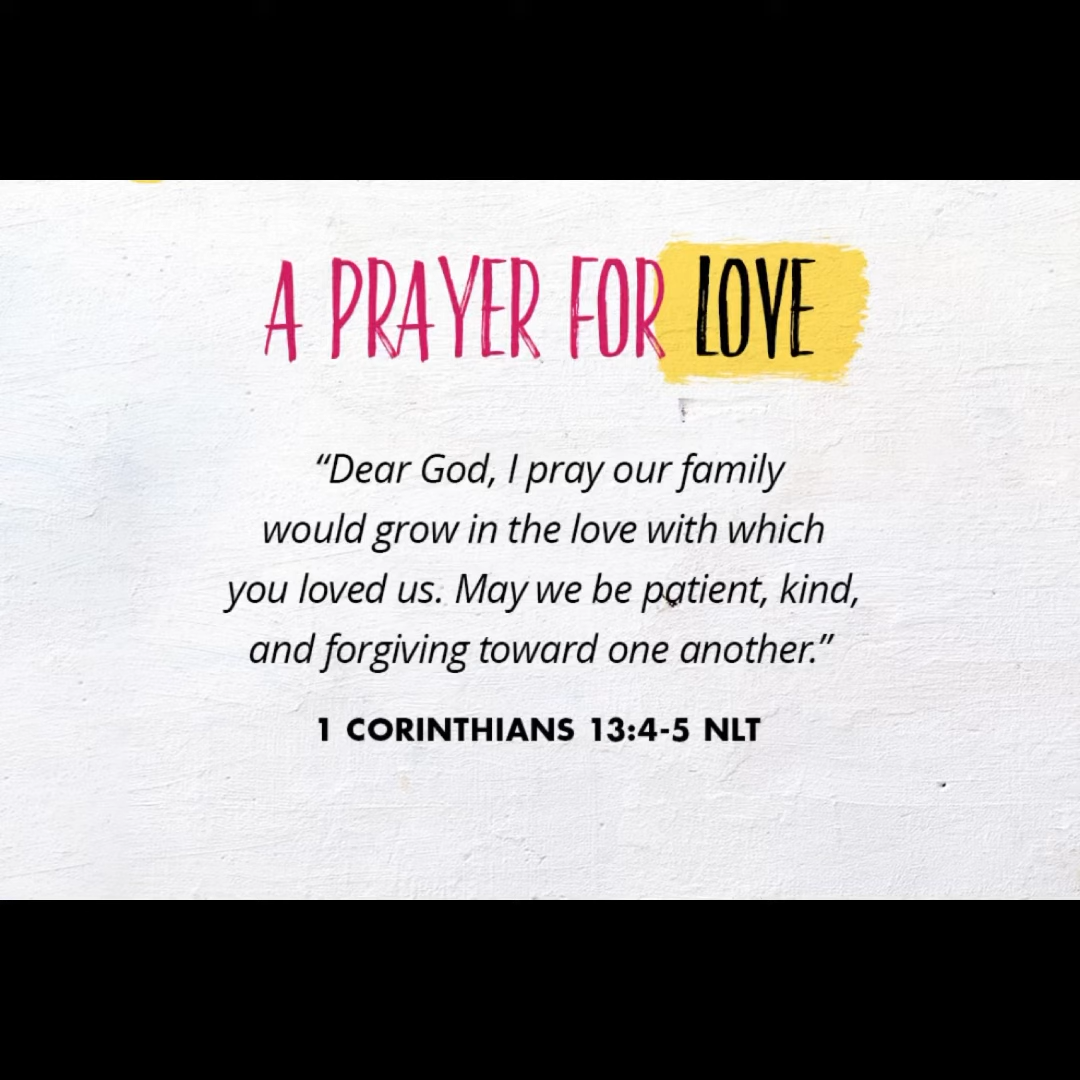 A PRAYER FOR LOVE
“Dear God, I pray our family
would grow in the love with which
you loved us. May we be patient, kind,
and forgiving toward one another.”
1 CORINTHIANS 13:4-5 NLT